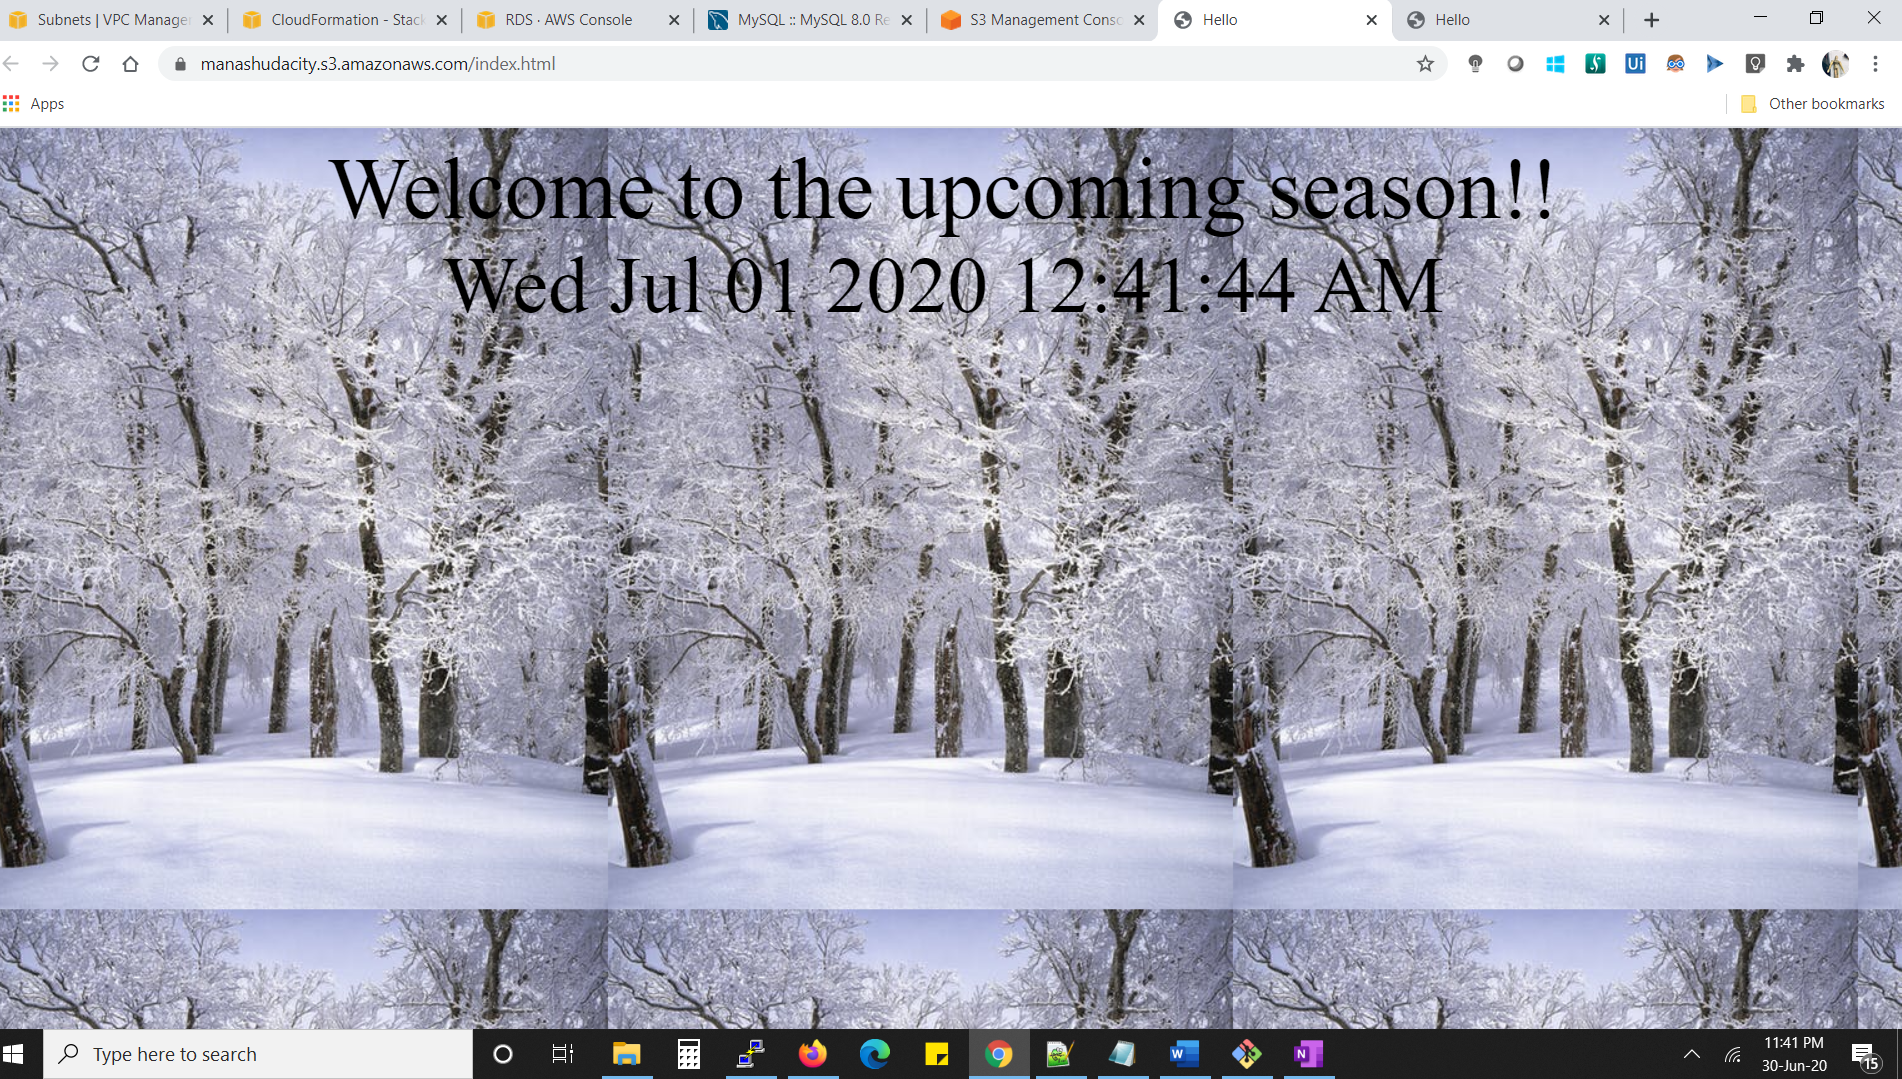 Subnets | VPC Manage
CloudFormation - Stack
RDS · AWS Console
MySQL :: MySQL 8.0 Re
S3 Management Conso
Hello
Hello
manashudacity.s3.amazonaws.com/index.html
Ui
Apps
Other bookmarks
Welcome to the upcoming season!!
Wed Jul 01 2020 12:41:44 AM
Type here to search
W
N
11:41 PM
30-Jun-20
15